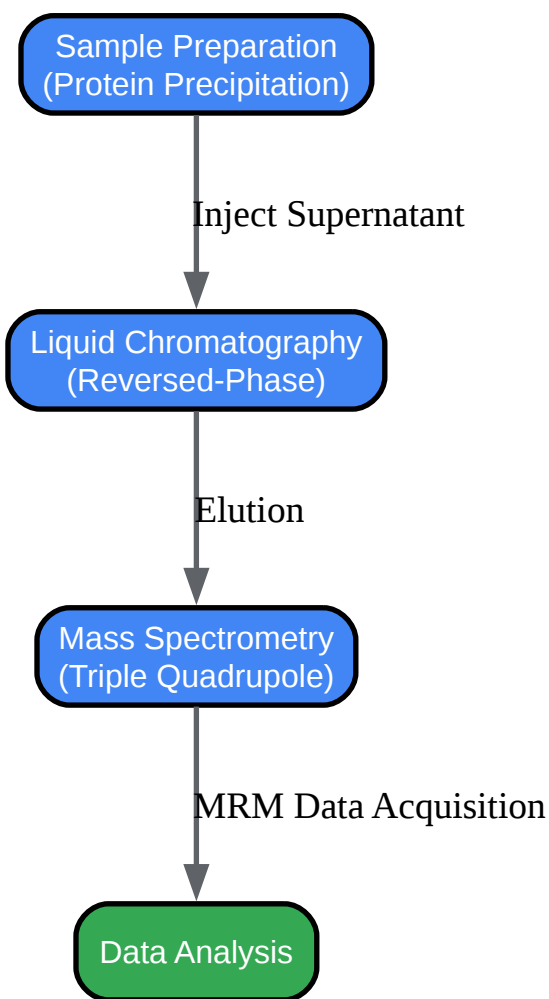 Sample Preparation
(Protein Precipitation)
Inject Supernatant
Liquid Chromatography
(Reversed-Phase)
Elution
Mass Spectrometry
(Triple Quadrupole)
MRM Data Acquisition
Data Analysis